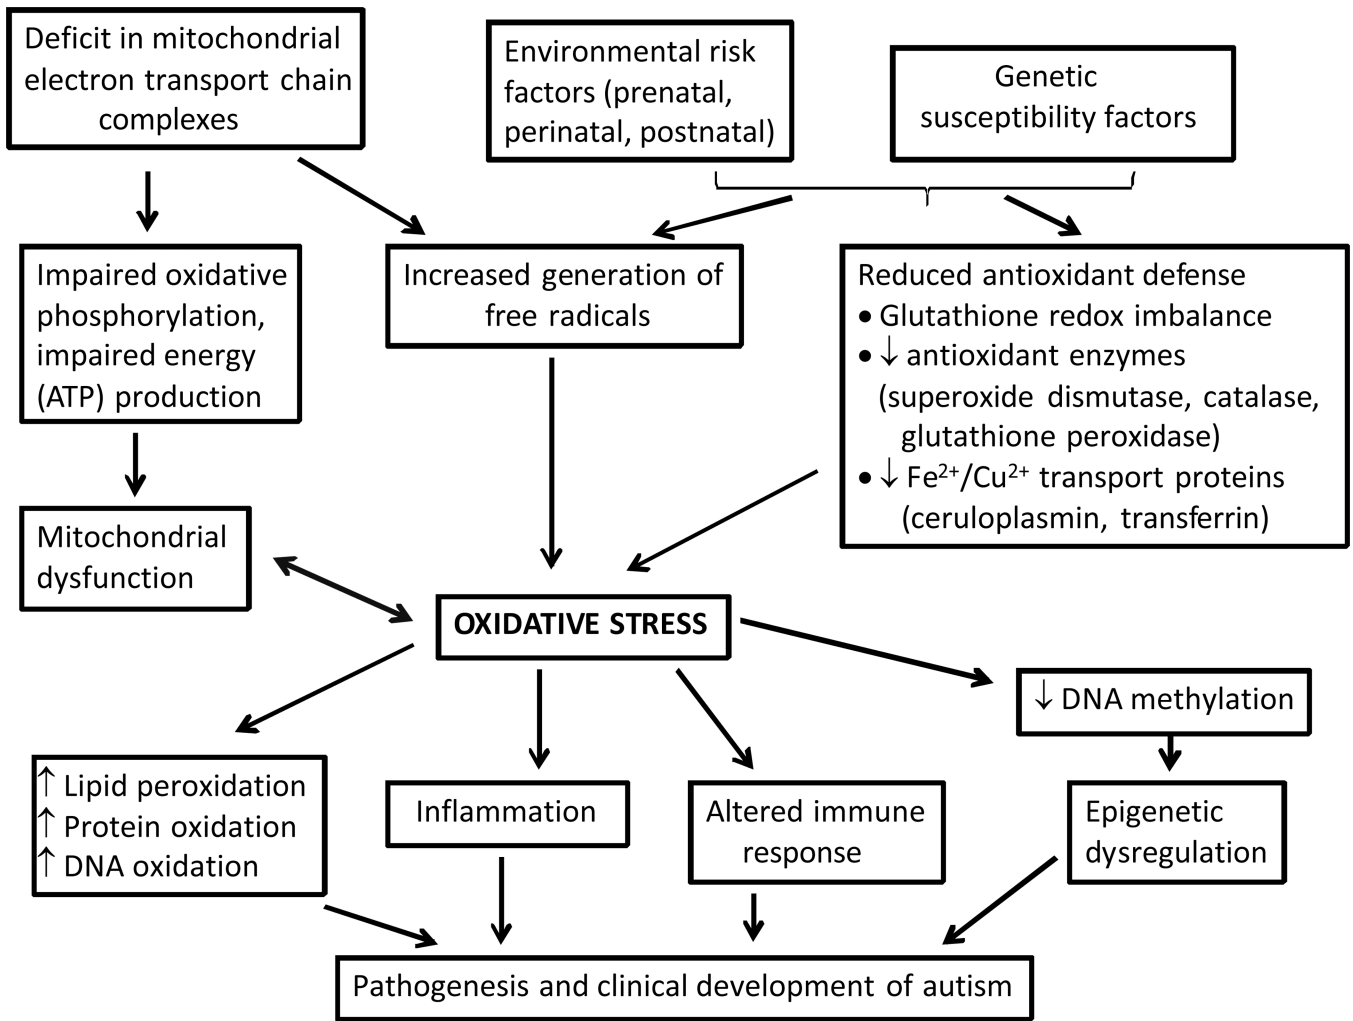 Deficit in mitochondrial
electron transport chain
complexes
Environmental risk
factors (prenatal,
perinatal, postnatal)
Genetic
susceptibility factors
Impaired oxidative
phosphorylation,
impaired energy
(ATP) production
Increased generation of
free radicals
Reduced antioxidant defense
• Glutathione redox imbalance
• ↓ antioxidant enzymes
(superoxide dismutase, catalase,
glutathione peroxidase)
• ↓ Fe²⁺/Cu²⁺ transport proteins
(ceruloplasmin, transferrin)
Mitochondrial
dysfunction
OXIDATIVE STRESS
↓ DNA methylation
↑ Lipid peroxidation
↑ Protein oxidation
↑ DNA oxidation
Inflammation
Altered immune
response
Epigenetic
dysregulation
Pathogenesis and clinical development of autism